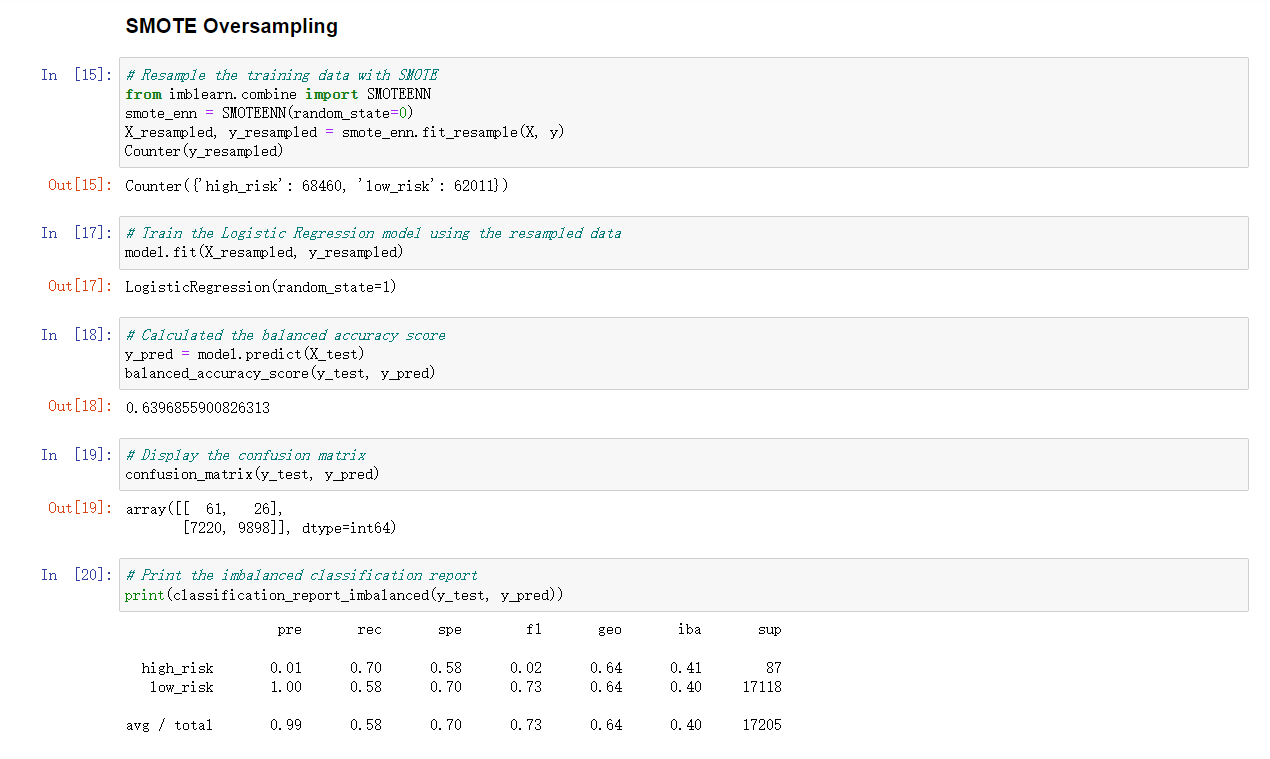 SMOTE Oversampling
In [15]:
# Resample the training data with SMOTE
from imblearn.combine import SMOTEENN
smote_enn = SMOTEENN(random_state=0)
X_resampled, y_resampled = smote_enn.fit_resample(X, y)
Counter(y_resampled)
Out[15]: Counter({'high_risk': 68460, 'low_risk': 62011})
In [17]:
# Train the Logistic Regression model using the resampled data
model.fit(X_resampled, y_resampled)
Out[17]: LogisticRegression(random_state=1)
In [18]:
# Calculated the balanced accuracy score
y_pred = model.predict(X_test)
balanced_accuracy_score(y_test, y_pred)
Out[18]: 0.6396855900826313
In [19]:
# Display the confusion matrix
confusion_matrix(y_test, y_pred)
Out[19]: array([[  61,   26],
       [7220, 9898]], dtype=int64)
In [20]:
# Print the imbalanced classification report
print(classification_report_imbalanced(y_test, y_pred))
pre rec spe f1 geo iba sup
high_risk 0.01 0.70 0.58 0.02 0.64 0.41 87
low_risk 1.00 0.58 0.70 0.73 0.64 0.40 17118
avg / total 0.99 0.58 0.70 0.73 0.64 0.40 17205